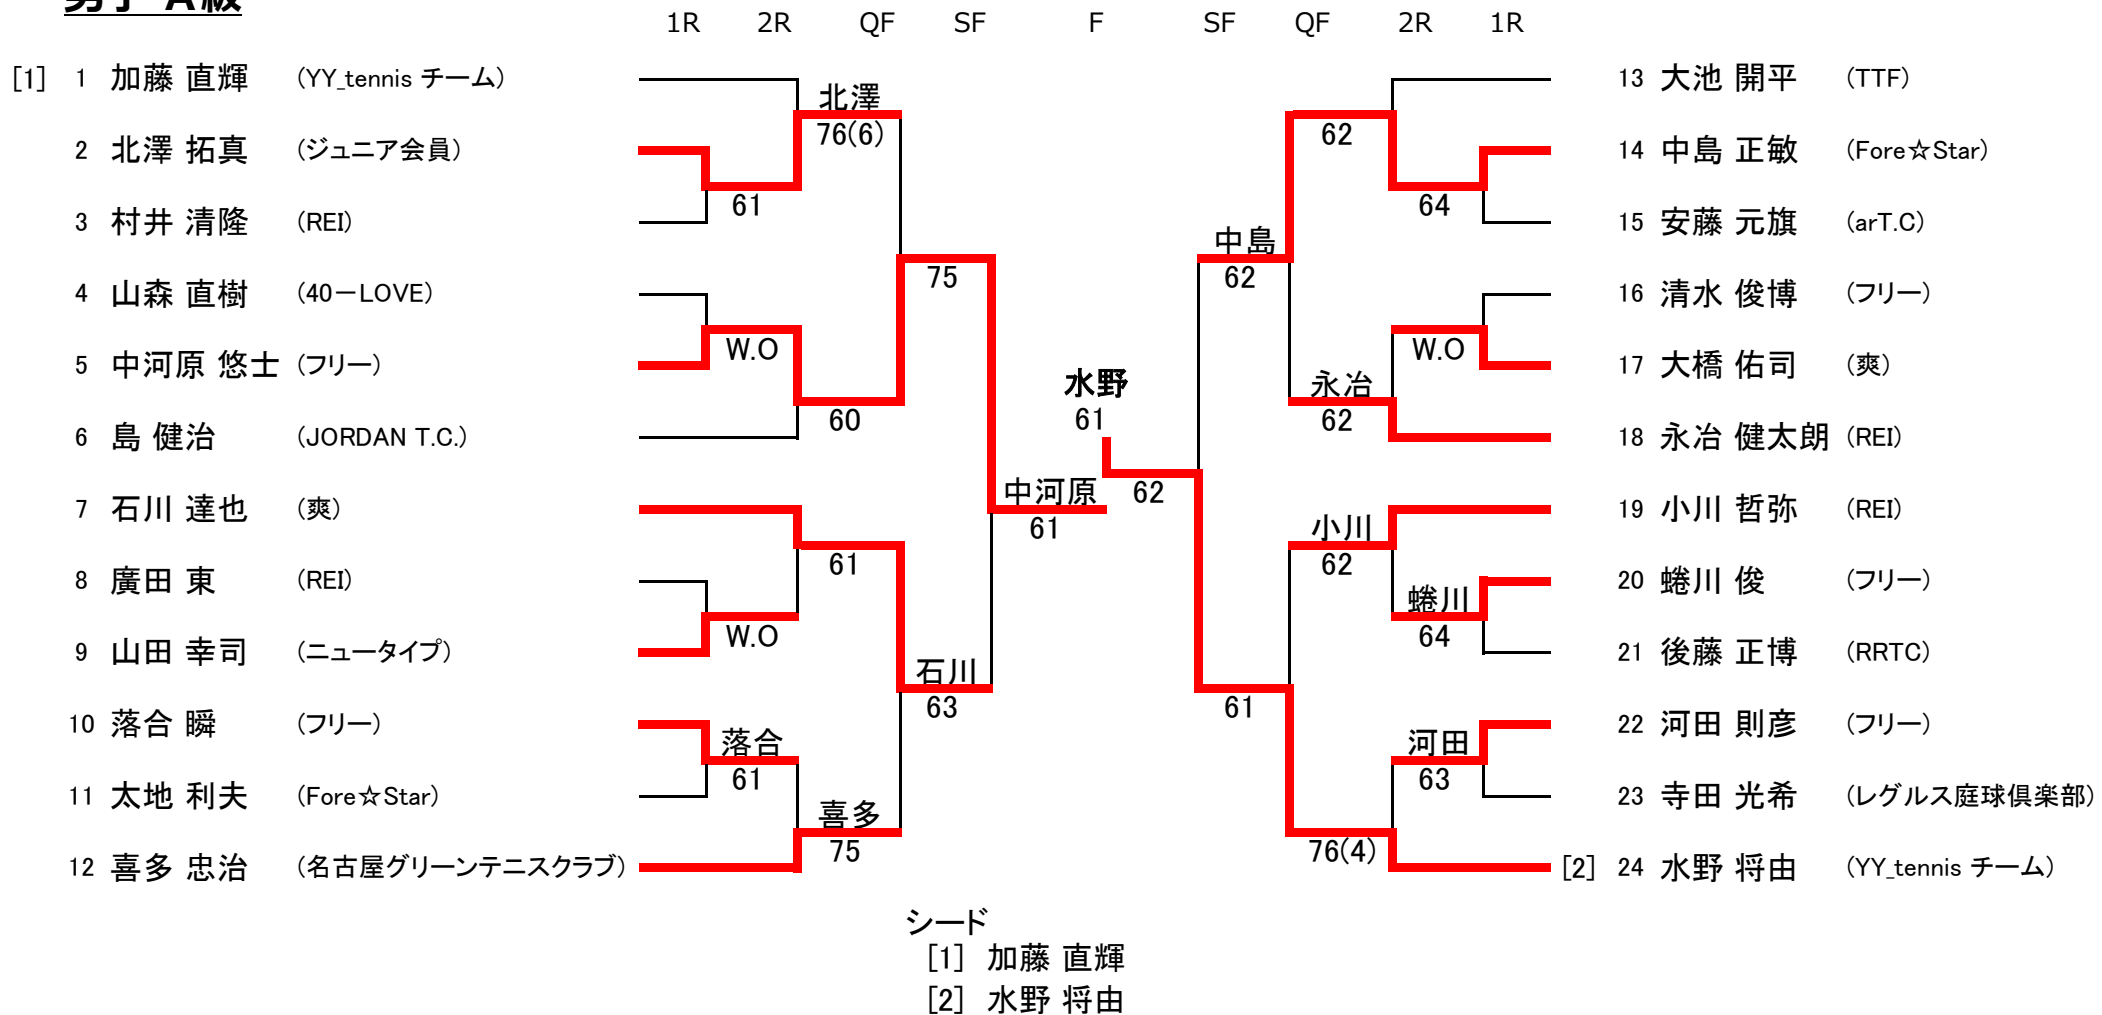 男子 A級
1R 2R QF SF F SF QF 2R 1R
[1] 1 加藤 直輝 (YY_tennis チーム)
2 北澤 拓真 (ジュニア会員)
3 村井 清隆 (REI)
4 山森 直樹 (40ーLOVE)
5 中河原 悠士 (フリー)
6 島 健治 (JORDAN T.C.)
7 石川 達也 (爽)
8 廣田 東 (REI)
9 山田 幸司 (ニュータイプ)
10 落合 瞬 (フリー)
11 太地 利夫 (Fore☆Star)
12 喜多 忠治 (名古屋グリーンテニスクラブ)
61
W.O
W.O
落合
61
北澤
76(6)
60
61
喜多
75
75
石川
63
中河原
61
水野
61
62
中島
62
61
62
永冶
62
小川
62
76(4)
64
W.O
蜷川
64
河田
63
13 大池 開平 (TTF)
14 中島 正敏 (Fore☆Star)
15 安藤 元旗 (arT.C)
16 清水 俊博 (フリー)
17 大橋 佑司 (爽)
18 永冶 健太朗 (REI)
19 小川 哲弥 (REI)
20 蜷川 俊 (フリー)
21 後藤 正博 (RRTC)
22 河田 則彦 (フリー)
23 寺田 光希 (レグルス庭球倶楽部)
[2] 24 水野 将由 (YY_tennis チーム)
シード
[1] 加藤 直輝
[2] 水野 将由